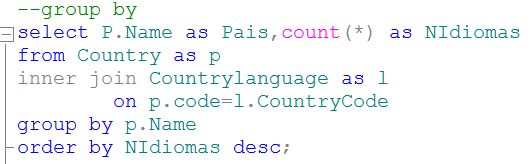 --group by
select P.Name as Pais,count(*) as NIdiomas
from Country as p
inner join Countrylanguage as l
on p.code=l.CountryCode
group by p.Name
order by NIdiomas desc;